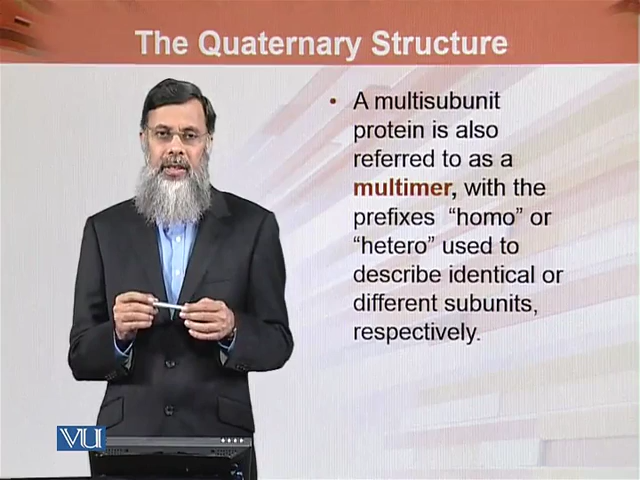 The Quaternary Structure
• A multisubunit
protein is also
referred to as a
multimer, with the
prefixes “homo” or
“hetero” used to
describe identical or
different subunits,
respectively.
VU